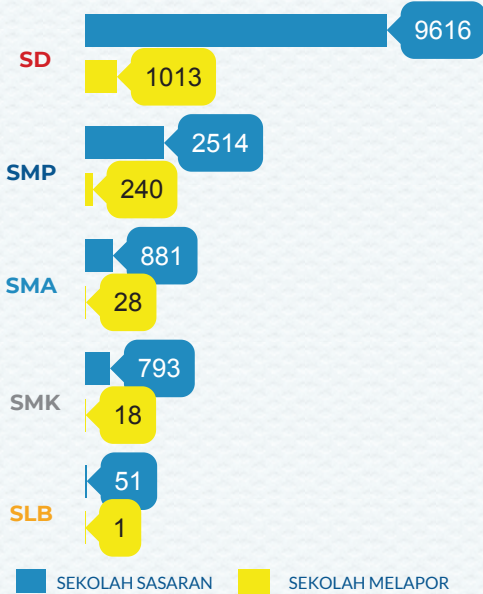 9616
SD
1013
2514
SMP
240
881
SMA
28
793
SMK
18
51
SLB
1
SEKOLAH SASARAN SEKOLAH MELAPOR